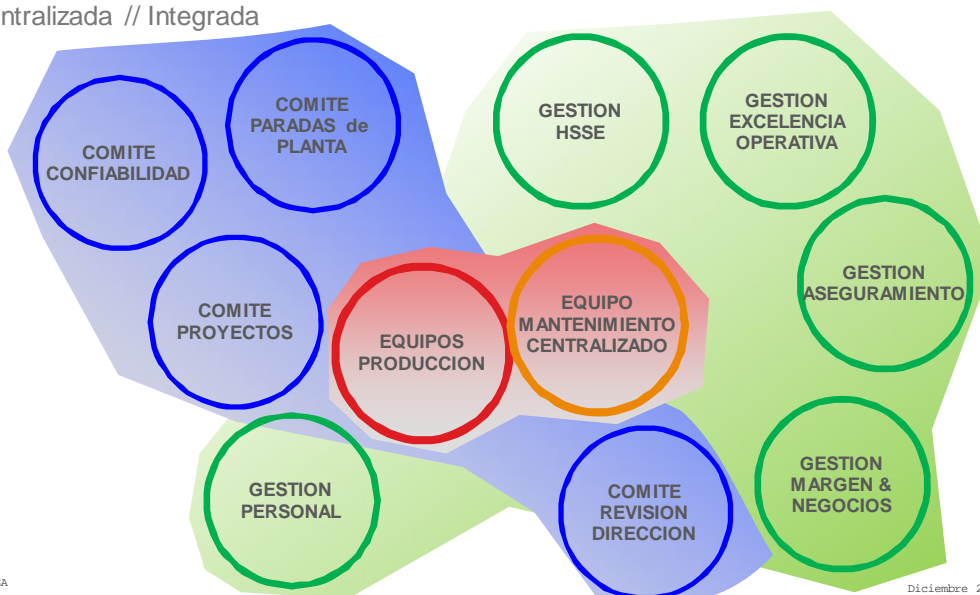 ntralizada // Integrada
COMITE
PARADAS de
PLANTA
COMITE
CONFIABILIDAD
GESTION
HSSE
GESTION
EXCELENCIA
OPERATIVA
COMITE
PROYECTOS
EQUIPOS
PRODUCCION
EQUIPO
MANTENIMIENTO
CENTRALIZADO
GESTION
ASEGURAMIENTO
GESTION
PERSONAL
COMITE
REVISION
DIRECCION
GESTION
MARGEN &
NEGOCIOS
A
Diciembre 2